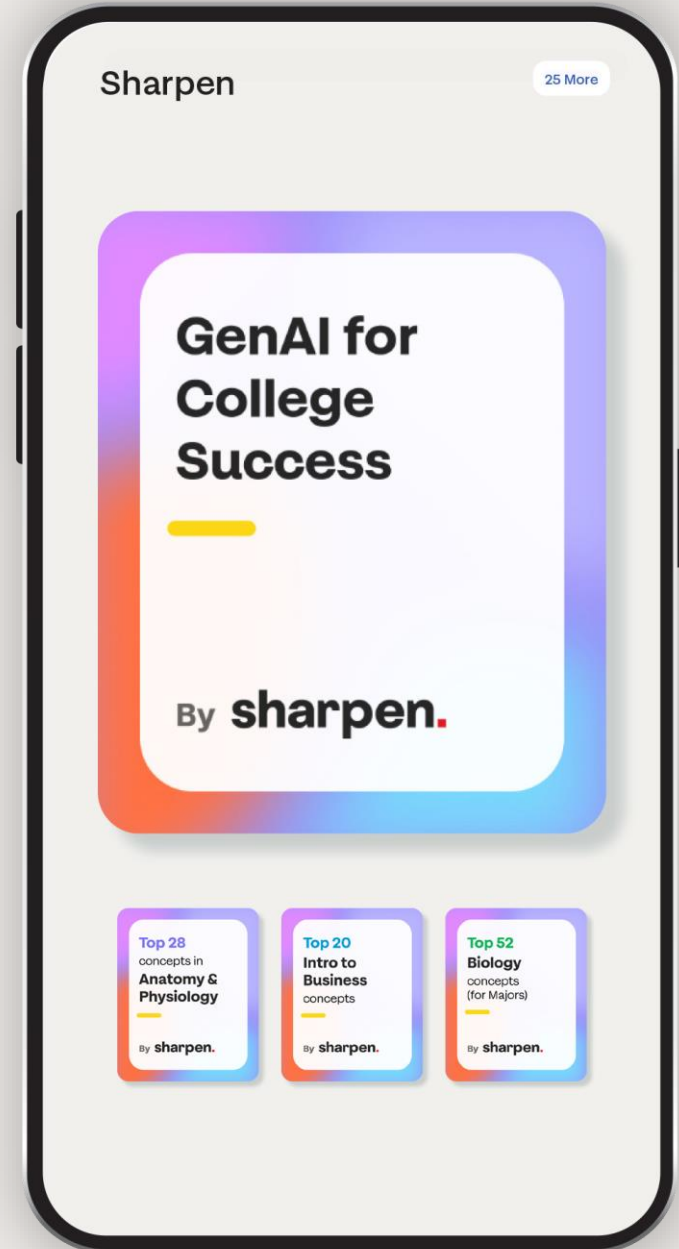 Sharpen
25 More
GenAI for
College
Success
By sharpen.
Top 28
concepts in
Anatomy &
Physiology
By sharpen.
Top 20
Intro to
Business
concepts
By sharpen.
Top 52
Biology
concepts
(for Majors)
By sharpen.